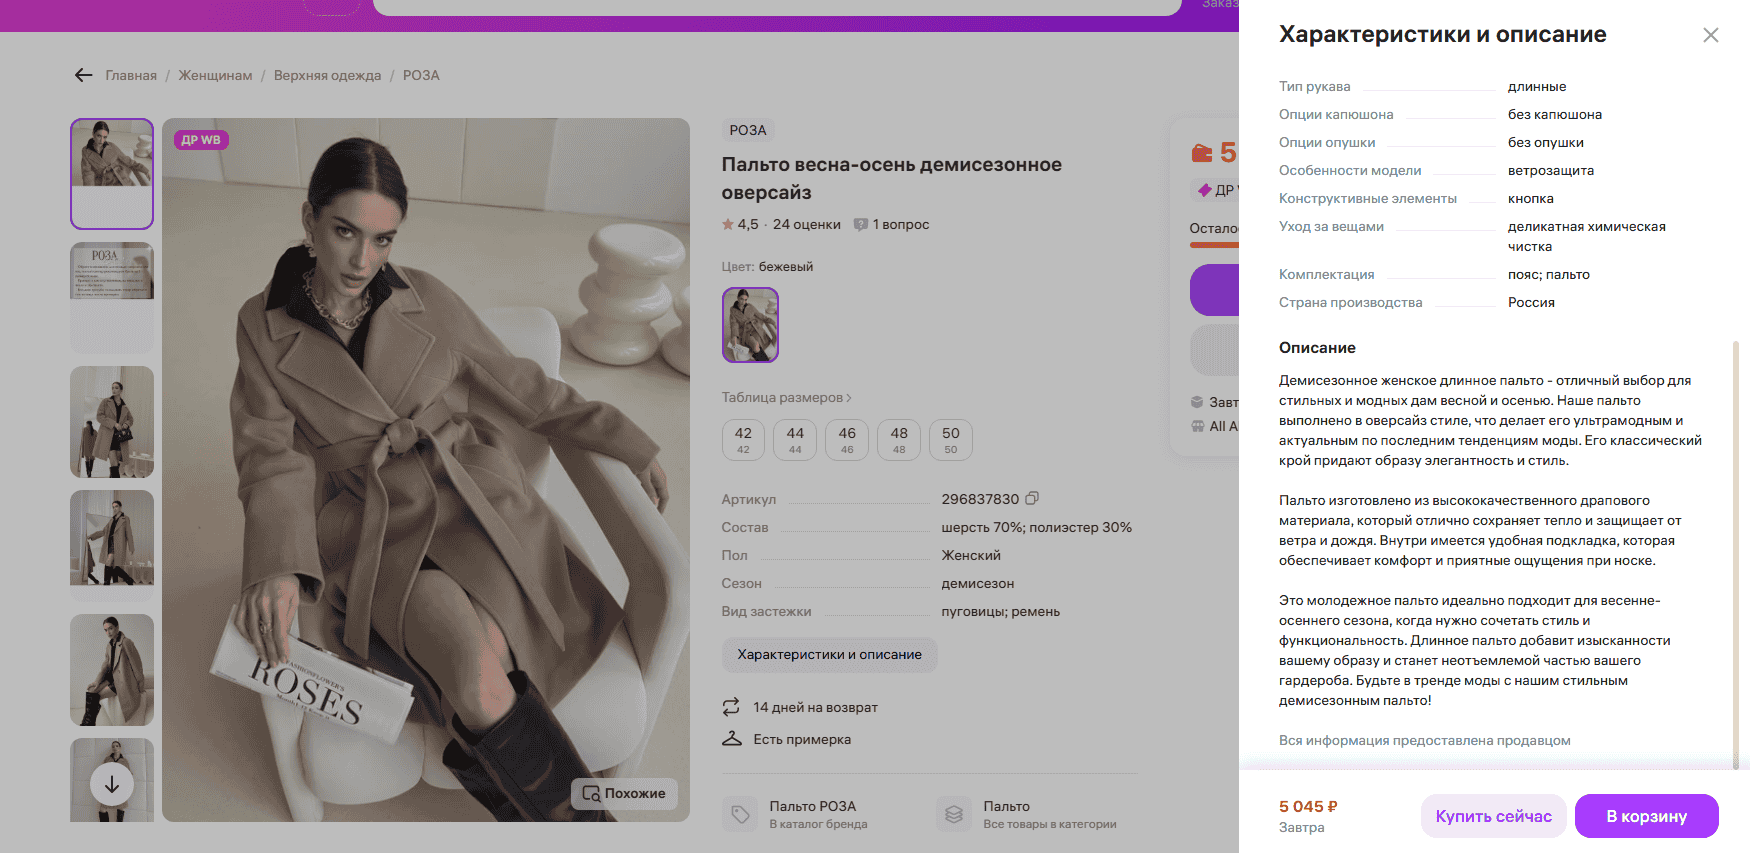 Заказ
Главная / Женщинам / Верхняя одежда / РОЗА
ДР WB
РОЗА
ROSES
Похожие
РОЗА
Пальто весна-осень демисезонное
оверсайз
4,5 · 24 оценки 1 вопрос
Цвет: бежевый
Таблица размеров
42 44 46 48 50
42 44 46 48 50
Артикул 296837830
Состав шерсть 70%; полиэстер 30%
Пол Женский
Сезон демисезон
Вид застежки пуговицы; ремень
Характеристики и описание
14 дней на возврат
Есть примерка
Пальто РОЗА
В каталог бренда
Пальто
Все товары в категории
5
ДР
Осталос
Завт
All A
Характеристики и описание
Тип рукава длинные
Опции капюшона без капюшона
Опции опушки без опушки
Особенности модели ветрозащита
Конструктивные элементы кнопка
Уход за вещами деликатная химическая
чистка
Комплектация пояс; пальто
Страна производства Россия
Описание
Демисезонное женское длинное пальто - отличный выбор для
стильных и модных дам весной и осенью. Наше пальто
выполнено в оверсайз стиле, что делает его ультрамодным и
актуальным по последним тенденциям моды. Его классический
крой придают образу элегантность и стиль.
Пальто изготовлено из высококачественного драпового
материала, который отлично сохраняет тепло и защищает от
ветра и дождя. Внутри имеется удобная подкладка, которая
обеспечивает комфорт и приятные ощущения при носке.
Это молодежное пальто идеально подходит для весенне-
осеннего сезона, когда нужно сочетать стиль и
функциональность. Длинное пальто добавит изысканности
вашему образу и станет неотъемлемой частью вашего
гардероба. Будьте в тренде моды с нашим стильным
демисезонным пальто!
Вся информация предоставлена продавцом
5 045 ₽
Завтра
Купить сейчас
В корзину